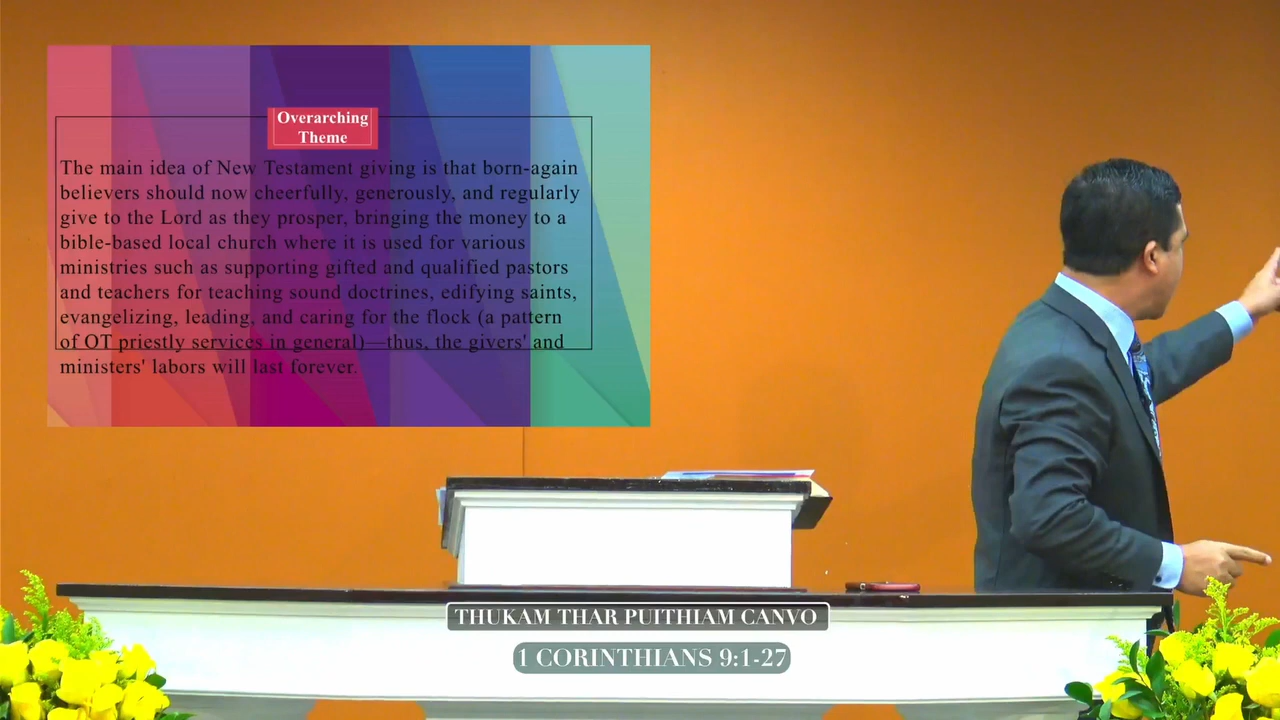 Overarching
Theme
The main idea of New Testament giving is that born-again
believers should now cheerfully, generously, and regularly
give to the Lord as they prosper, bringing the money to a
bible-based local church where it is used for various
ministries such as supporting gifted and qualified pastors
and teachers for teaching sound doctrines, edifying saints,
evangelizing, leading, and caring for the flock (a pattern
of OT priestly services in general)—thus, the givers' and
ministers' labors will last forever.
THUKAM THAR PUITHIAM CANVO
1 CORINTHIANS 9:1-27